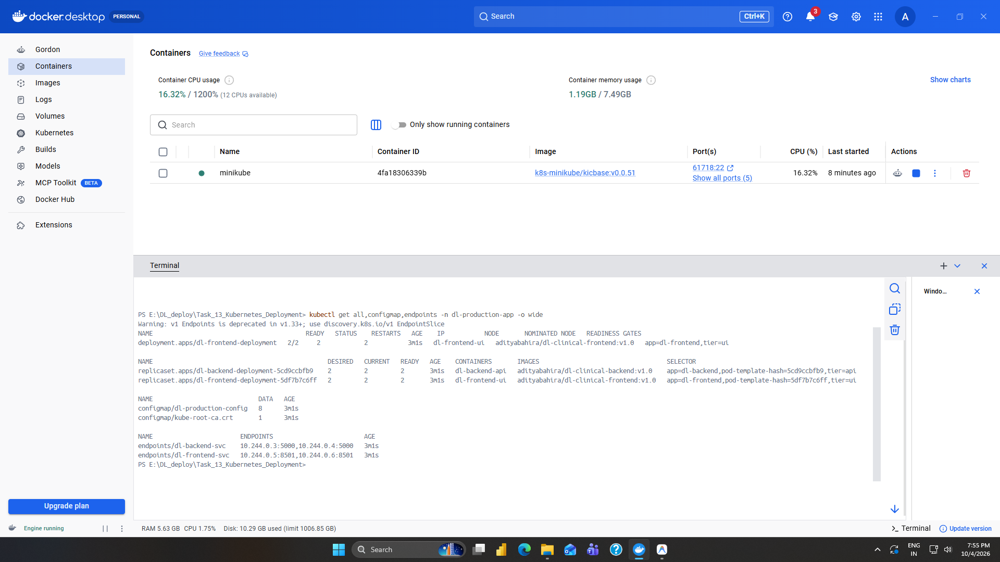 docker desktop PERSONAL
Search Ctrl+K
3
A
Gordon
Containers
Images
Logs
Volumes
Kubernetes
Builds
Models
MCP Toolkit BETA
Docker Hub
Extensions
Upgrade plan
Containers Give feedback
Container CPU usage
16.32% / 1200% (12 CPUs available)
Container memory usage
1.19GB / 7.49GB
Show charts
Search
Only show running containers
Name Container ID Image Port(s) CPU (%) Last started Actions
minikube 4fa18306339b k8s-minikube/kicbase:v0.0.51 61718:22 16.32% 8 minutes ago
Show all ports (5)
Terminal
Windo...
PS E:\DL_deploy\Task_13_Kubernetes_Deployment> kubectl get all,configmap,endpoints -n dl-production-app -o wide
Warning: v1 Endpoints is deprecated in v1.33+; use discovery.k8s.io/v1 EndpointSlice
NAME READY STATUS RESTARTS AGE IP NODE NOMINATED NODE READINESS GATES
deployment.apps/dl-frontend-deployment 2/2 2 2 3m1s dl-frontend-ui adityabahira/dl-clinical-frontend:v1.0 app=dl-frontend,tier=ui
NAME DESIRED CURRENT READY AGE CONTAINERS IMAGES SELECTOR
replicaset.apps/dl-backend-deployment-5cd9ccbfb9 2 2 2 3m1s dl-backend-api adityabahira/dl-clinical-backend:v1.0 app=dl-backend,pod-template-hash=5cd9ccbfb9,tier=api
replicaset.apps/dl-frontend-deployment-5df7b7c6ff 2 2 2 3m1s dl-frontend-ui adityabahira/dl-clinical-frontend:v1.0 app=dl-frontend,pod-template-hash=5df7b7c6ff,tier=ui
NAME DATA AGE
configmap/dl-production-config 8 3m1s
configmap/kube-root-ca.crt 1 3m1s
NAME ENDPOINTS AGE
endpoints/dl-backend-svc 10.244.0.3:5000,10.244.0.4:5000 3m1s
endpoints/dl-frontend-svc 10.244.0.5:8501,10.244.0.6:8501 3m1s
PS E:\DL_deploy\Task_13_Kubernetes_Deployment>
Engine running
RAM 5.63 GB CPU 1.75% Disk: 10.29 GB used (limit 1006.85 GB)
Terminal
Update version
Search
ENG
IN
7:55 PM
10/4/2026